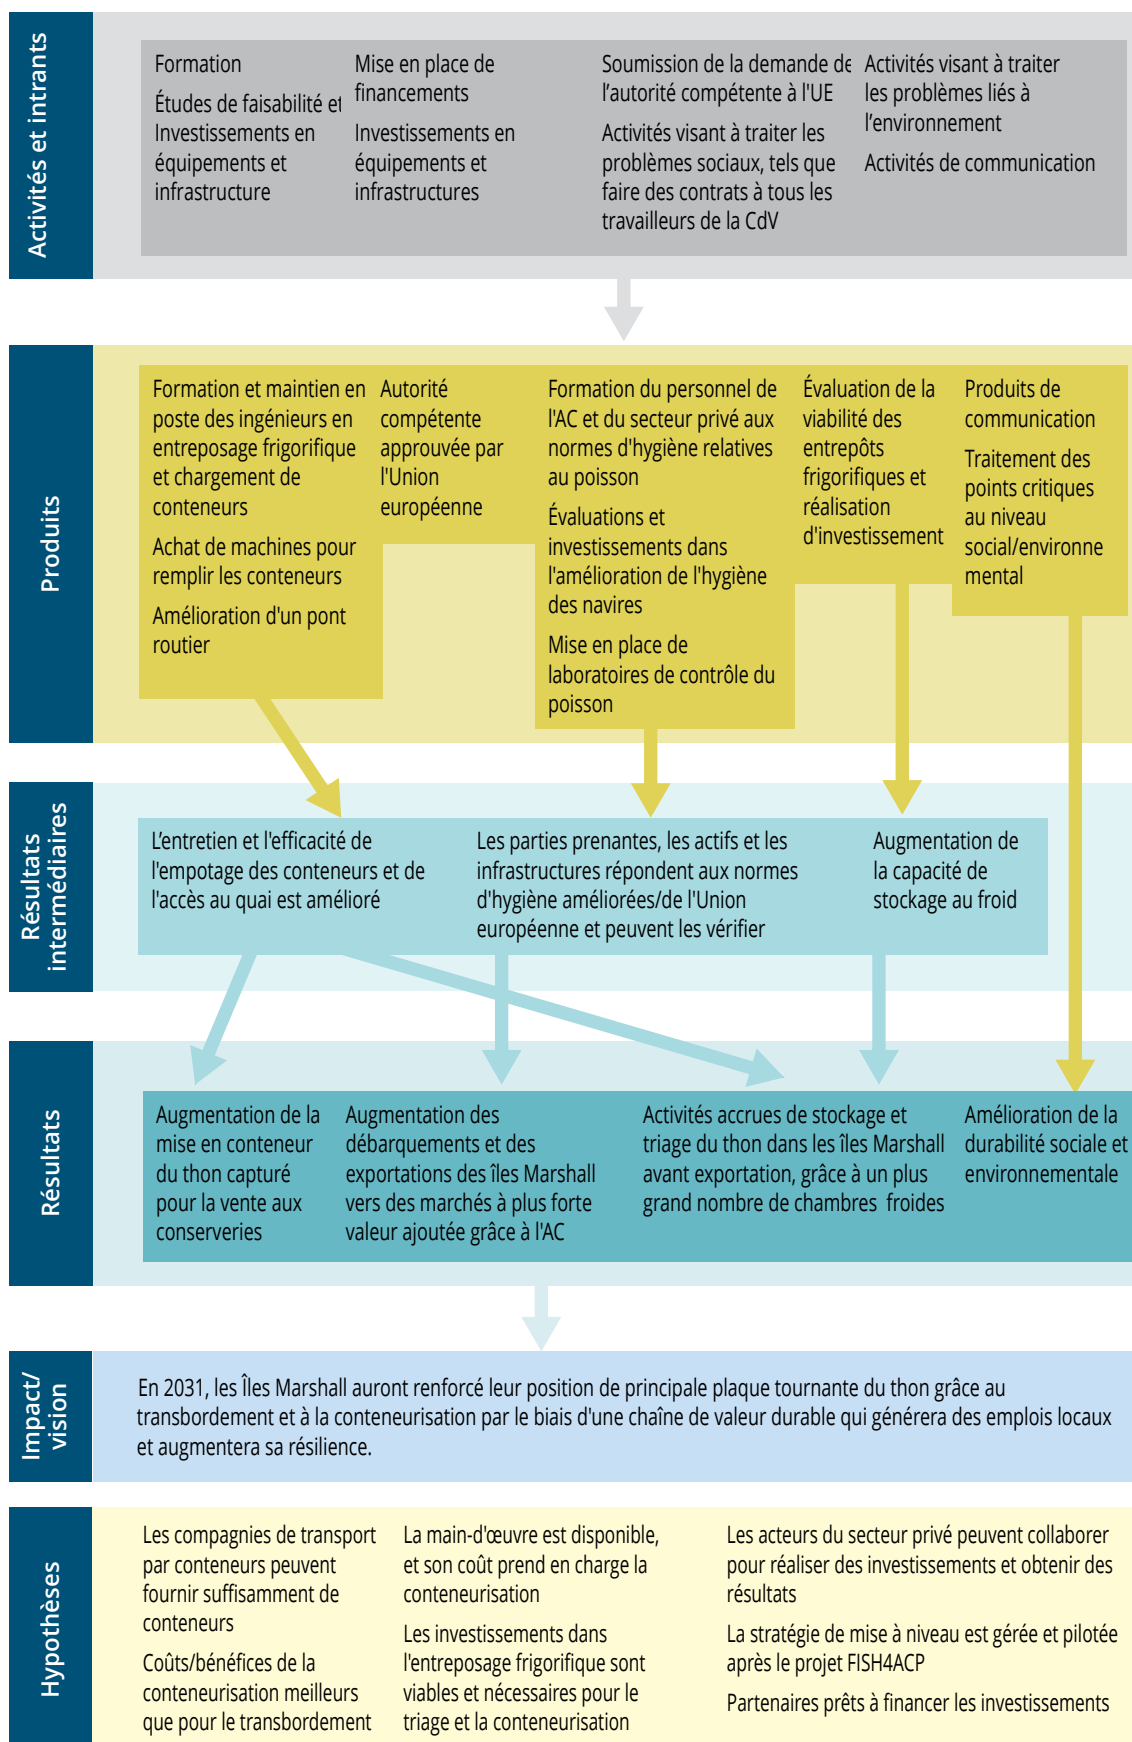 Activités et intrants
Formation
Études de faisabilité et
Investissements en
équipements et
infrastructure
Mise en place de
financements
Investissements en
équipements et
infrastructures
Soumission de la demande de
l’autorité compétente à l'UE
Activités visant à traiter les
problèmes sociaux, tels que
faire des contrats à tous les
travailleurs de la CdV
Activités visant à traiter
les problèmes liés à
l’environnement
Activités de communication
Produits
Formation et maintien en
poste des ingénieurs en
entreposage frigorifique
et chargement de
conteneurs
Achat de machines pour
remplir les conteneurs
Amélioration d'un pont
routier
Autorité
compétente
approuvée par
l'Union
européenne
Formation du personnel de
l'AC et du secteur privé aux
normes d'hygiène relatives
au poisson
Évaluations et
investissements dans
l'amélioration de l'hygiène
des navires
Mise en place de
laboratoires de contrôle du
poisson
Évaluation de la
viabilité des
entrepôts
frigorifiques et
réalisation
d'investissement
Produits de
communication
Traitement des
points critiques
au niveau
social/environne
mental
Résultats
intermédiaires
L’entretien et l'efficacité de
l'empotage des conteneurs et de
l'accès au quai est amélioré
Les parties prenantes, les actifs et les
infrastructures répondent aux normes
d'hygiène améliorées/de l'Union
européenne et peuvent les vérifier
Augmentation de
la capacité de
stockage au froid
Résultats
Augmentation de la
mise en conteneur
du thon capturé
pour la vente aux
conserveries
Augmentation des
débarquements et des
exportations des îles Marshall
vers des marchés à plus forte
valeur ajoutée grâce à l'AC
Activités accrues de stockage et
triage du thon dans les îles Marshall
avant exportation, grâce à un plus
grand nombre de chambres froides
Amélioration de la
durabilité sociale et
environnementale
Impact/
vision
En 2031, les Îles Marshall auront renforcé leur position de principale plaque tournante du thon grâce au
transbordement et à la conteneurisation par le biais d'une chaîne de valeur durable qui générera des emplois locaux
et augmentera sa résilience.
Hypothèses
Les compagnies de transport
par conteneurs peuvent
fournir suffisamment de
conteneurs
Coûts/bénéfices de la
conteneurisation meilleurs
que pour le transbordement
La main-d'œuvre est disponible,
et son coût prend en charge la
conteneurisation
Les investissements dans
l'entreposage frigorifique sont
viables et nécessaires pour le
triage et la conteneurisation
Les acteurs du secteur privé peuvent collaborer
pour réaliser des investissements et obtenir des
résultats
La stratégie de mise à niveau est gérée et pilotée
après le projet FISH4ACP
Partenaires prêts à financer les investissements